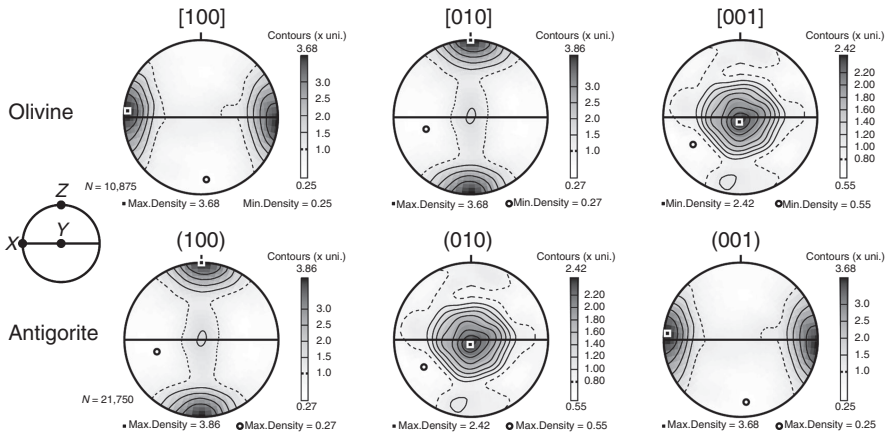 [100] [010] [001]
Contours (x uni.) Contours (x uni.) Contours (x uni.)
3.68 3.86 2.42
3.0 3.0 2.20
2.5 2.5 2.00
2.0 2.0 1.80
1.5 1.5 1.60
1.0 1.0 1.40
1.20
1.00
0.80
0.25 0.27 0.55
Olivine
N = 10,875
Max.Density = 3.68 Min.Density = 0.25 Max.Density = 3.68 Min.Density = 0.27 Min.Density = 2.42 Min.Density = 0.55
Z
X Y
(100) (010) (001)
Contours (x uni.) Contours (x uni.) Contours (x uni.)
3.86 2.42 3.68
3.0 2.20 3.0
2.5 2.00 2.5
2.0 1.80 2.0
1.5 1.60 1.5
1.0 1.40 1.0
1.20
1.00
0.80
0.27 0.55 0.25
Antigorite
N = 21,750
Max.Density = 3.86 Max.Density = 0.27 Max.Density = 2.42 Max.Density = 0.55 Max.Density = 3.68 Max.Density = 0.25